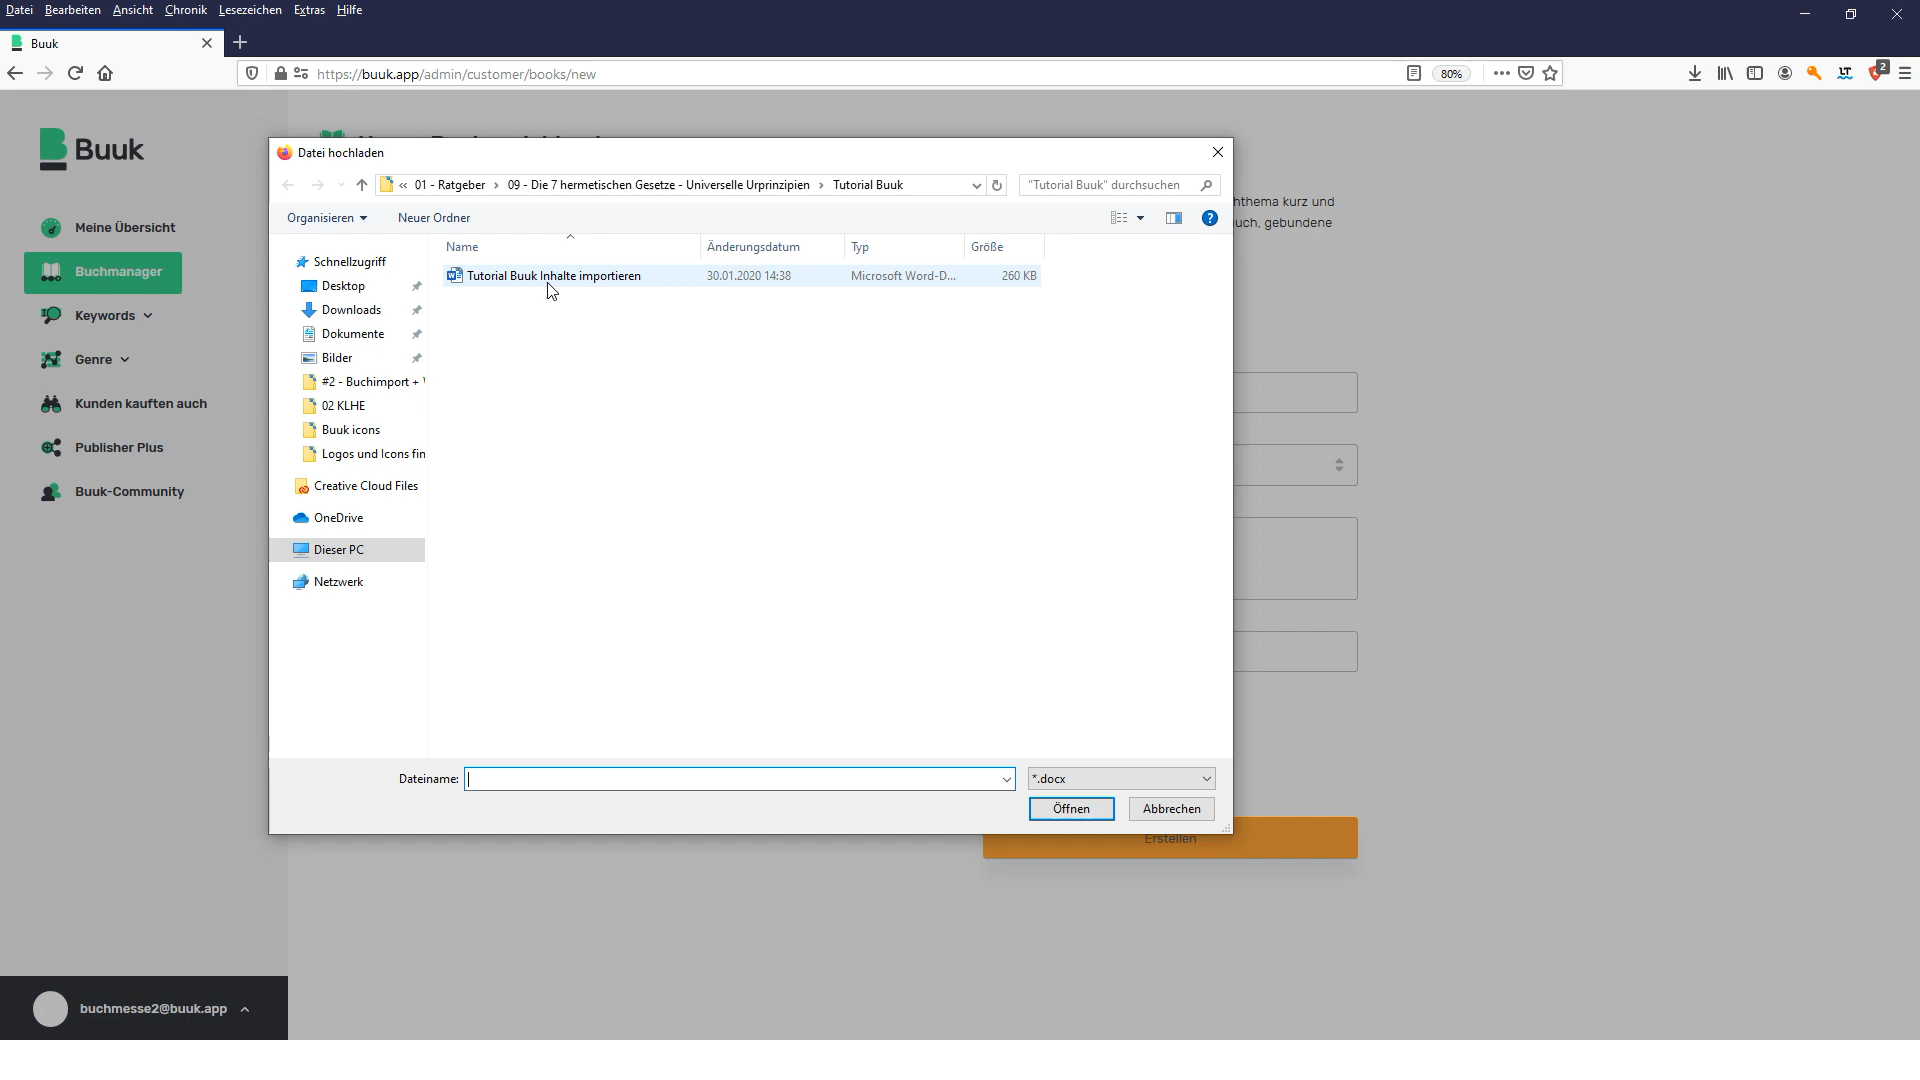 Datei Bearbeiten Ansicht Chronik Lesezeichen Extras Hilfe
Buuk
https://buuk.app/admin/customer/books/new
80%
2
Buuk
Meine Übersicht
Buchmanager
Keywords
Genre
Kunden kauften auch
Publisher Plus
Buuk-Community
buchmesse2@buuk.app
Datei hochladen
« 01 - Ratgeber > 09 - Die 7 hermetischen Gesetze - Universelle Urprinzipien > Tutorial Buuk
"Tutorial Buuk" durchsuchen
Organisieren
Neuer Ordner
Name
Änderungsdatum
Typ
Größe
Tutorial Buuk Inhalte importieren
30.01.2020 14:38
Microsoft Word-D...
260 KB
Schnellzugriff
Desktop
Downloads
Dokumente
Bilder
#2 - Buchimport +
02 KLHE
Buuk icons
Logos und Icons fin
Creative Cloud Files
OneDrive
Dieser PC
Netzwerk
Dateiname:
*.docx
Öffnen
Abbrechen
hthema kurz und
uch, gebundene
Erstellen